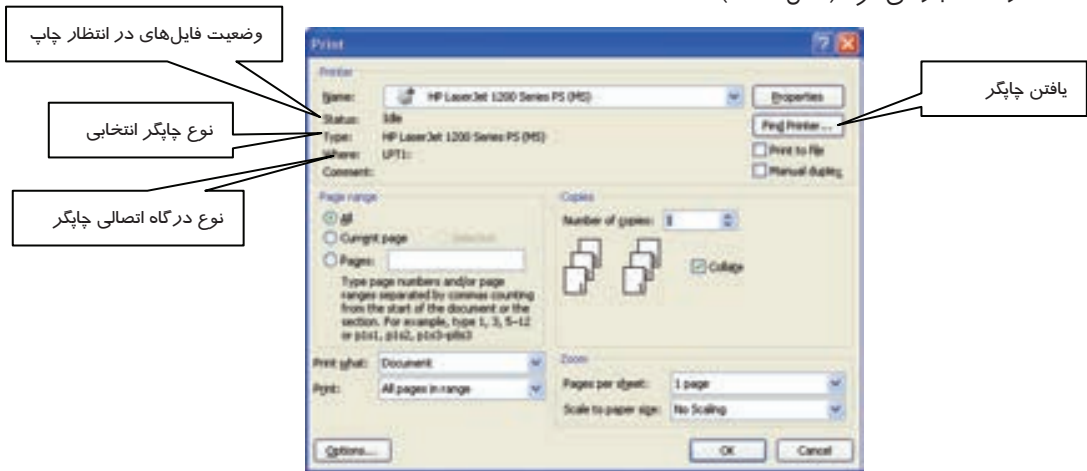 وضعیت فایل‌های در انتظار چاپ
نوع چاپگر انتخابی
نوع درگاه اتصالی چاپگر
یافتن چاپگر
Print
Printer
Name: HP LaserJet 1200 Series PS (MS)
Properties
Status: Idle
Find Printer...
Type: HP LaserJet 1200 Series PS (MS)
Where: LPT1:
Print to file
Comment:
Manual duplex
Page range
All
Current page
Pages:
Type page numbers and/or page
ranges separated by commas counting
from the start of the document or the
section. For example, type 1, 3, 5–12
or p1s1, p1s2, p1s3–p8s3
Copies
Number of copies: 1
Collate
Print what: Document
Print: All pages in range
Zoom
Pages per sheet: 1 page
Scale to paper size: No Scaling
Options...
OK
Cancel